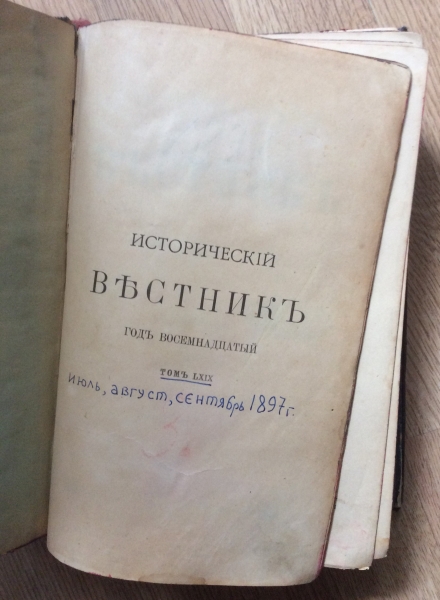 ИСТОРИЧЕСКІЙ
ВѢСТНИКЪ
ГОДЪ ВОСЕМНАДЦАТЫЙ
ТОМЪ LXIX
июль, август, сентябрь 1897г.